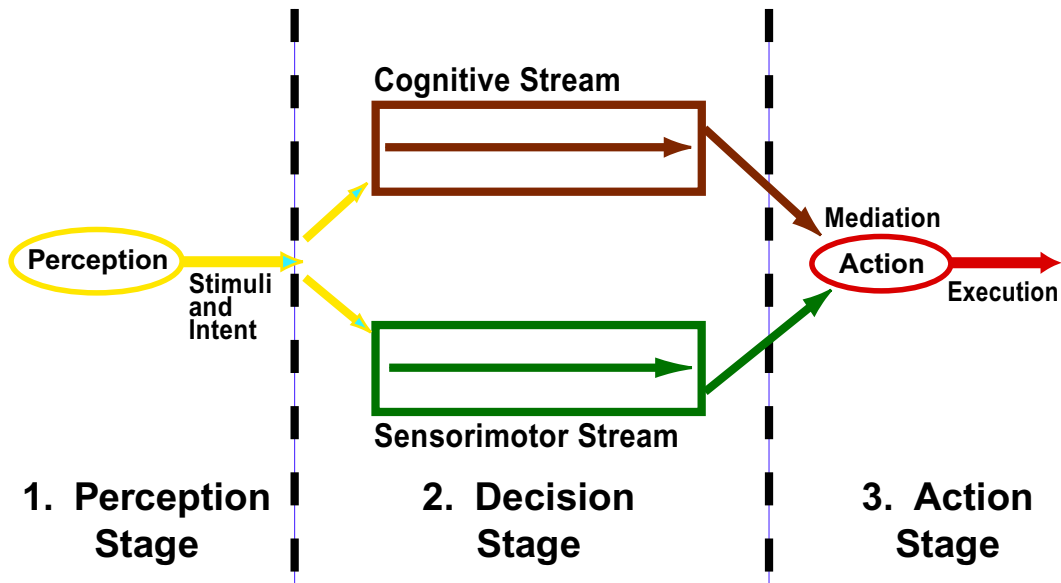 Cognitive Stream
Perception
Stimuli
and
Intent
Mediation
Action
Execution
Sensorimotor Stream
1. Perception
Stage
2. Decision
Stage
3. Action
Stage